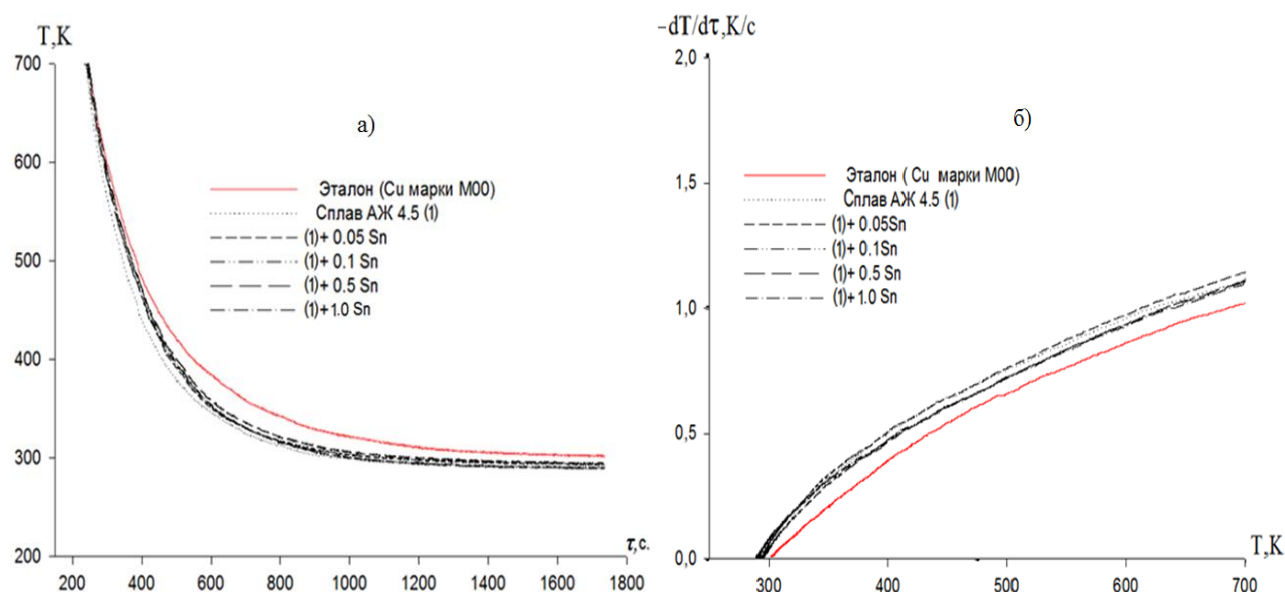 T,K
700
600
500
400
300
200
200 400 600 800 1000 1200 1400 1600 1800
τ,с.
а)
Эталон (Cu марки М00)
Сплав АЖ 4.5 (1)
(1)+ 0.05 Sn
(1)+ 0.1 Sn
(1)+ 0.5 Sn
(1)+1.0 Sn
−dT/dτ,K/c
2,0
1,5
1,0
0,5
0,0
300 400 500 600 700
T,K
б)
Эталон ( Cu марки М00)
Сплав АЖ 4.5 (1)
(1)+ 0.05Sn
(1)+ 0.1Sn
(1)+ 0.5 Sn
(1)+ 1.0 Sn